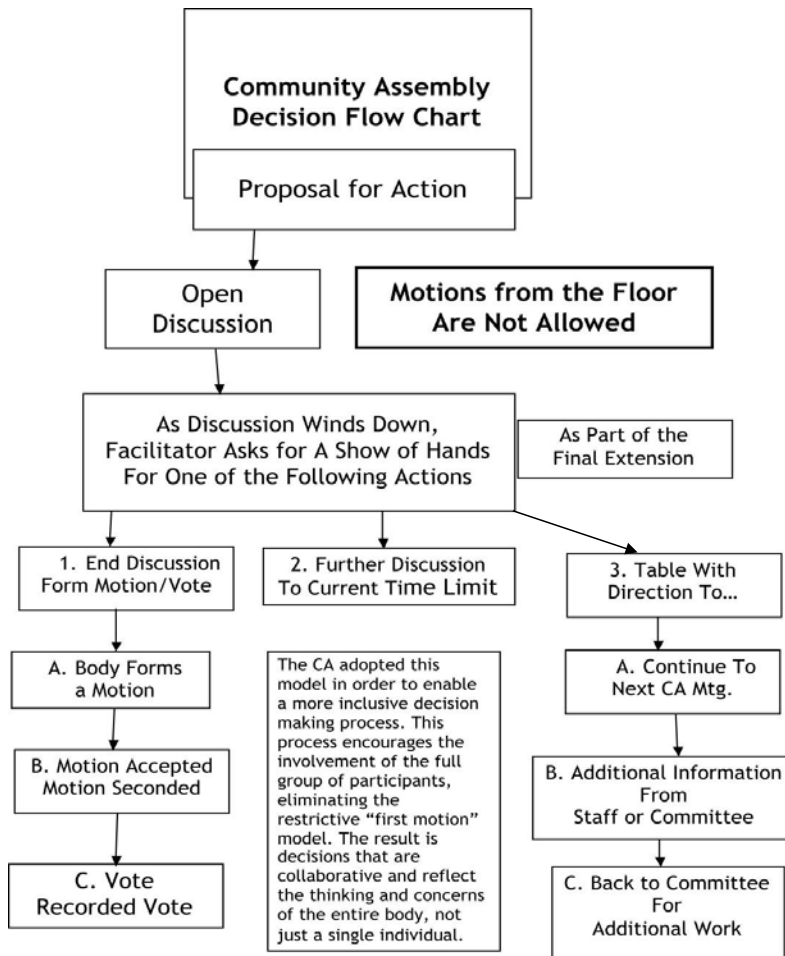 Community Assembly
Decision Flow Chart
Proposal for Action
Open
Discussion
Motions from the Floor
Are Not Allowed
As Discussion Winds Down,
Facilitator Asks for A Show of Hands
For One of the Following Actions
As Part of the
Final Extension
1. End Discussion
Form Motion/Vote
2. Further Discussion
To Current Time Limit
3. Table With
Direction To…
A. Body Forms
a Motion
B. Motion Accepted
Motion Seconded
C. Vote
Recorded Vote
The CA adopted this
model in order to enable
a more inclusive decision
making process. This
process encourages the
involvement of the full
group of participants,
eliminating the
restrictive “first motion”
model. The result is
decisions that are
collaborative and reflect
the thinking and concerns
of the entire body, not
just a single individual.
A. Continue To
Next CA Mtg.
B. Additional Information
From
Staff or Committee
C. Back to Committee
For
Additional Work